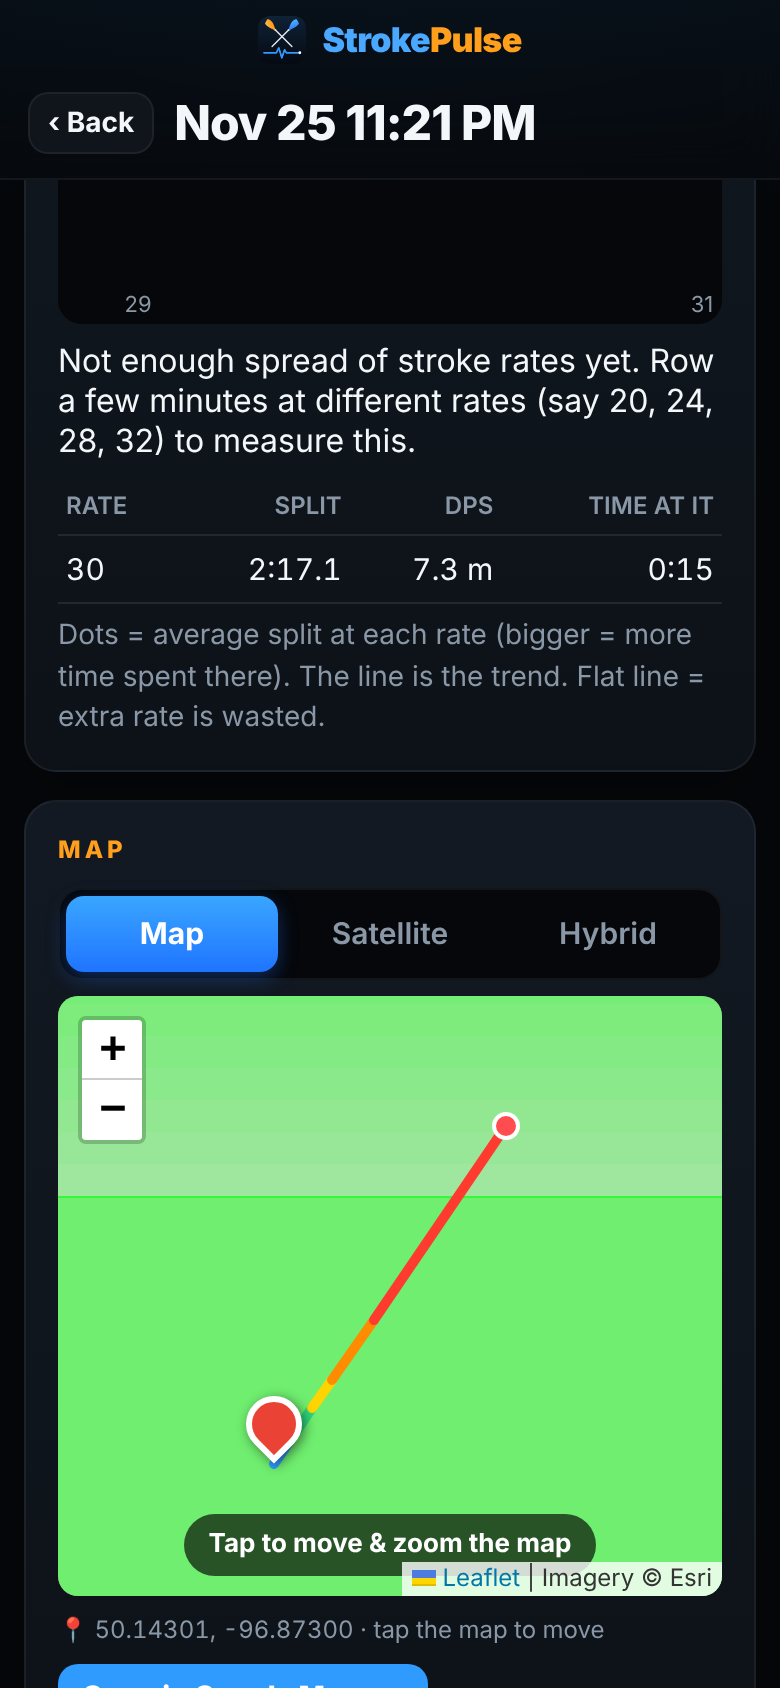 StrokePulse
‹ Back
Nov 25 11:21 PM
29 31
Not enough spread of stroke rates yet. Row
a few minutes at different rates (say 20, 24,
28, 32) to measure this.
RATE SPLIT DPS TIME AT IT
30 2:17.1 7.3 m 0:15
Dots = average split at each rate (bigger = more
time spent there). The line is the trend. Flat line =
extra rate is wasted.
MAP
Map Satellite Hybrid
+
−
Tap to move & zoom the map
Leaflet | Imagery © Esri
50.14301, -96.87300 · tap the map to move